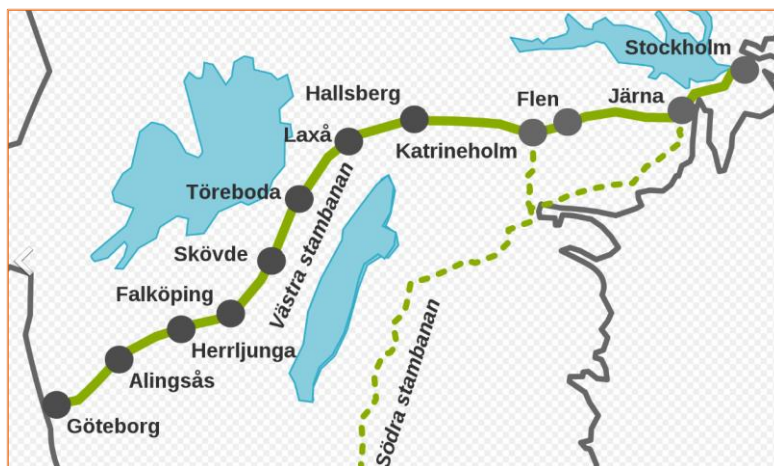 Stockholm
Hallsberg
Flen
Järna
Laxå
Katrineholm
Töreboda
Västra stambanan
Skövde
Falköping
Herrljunga
Alingsås
Göteborg
Södra stambanan